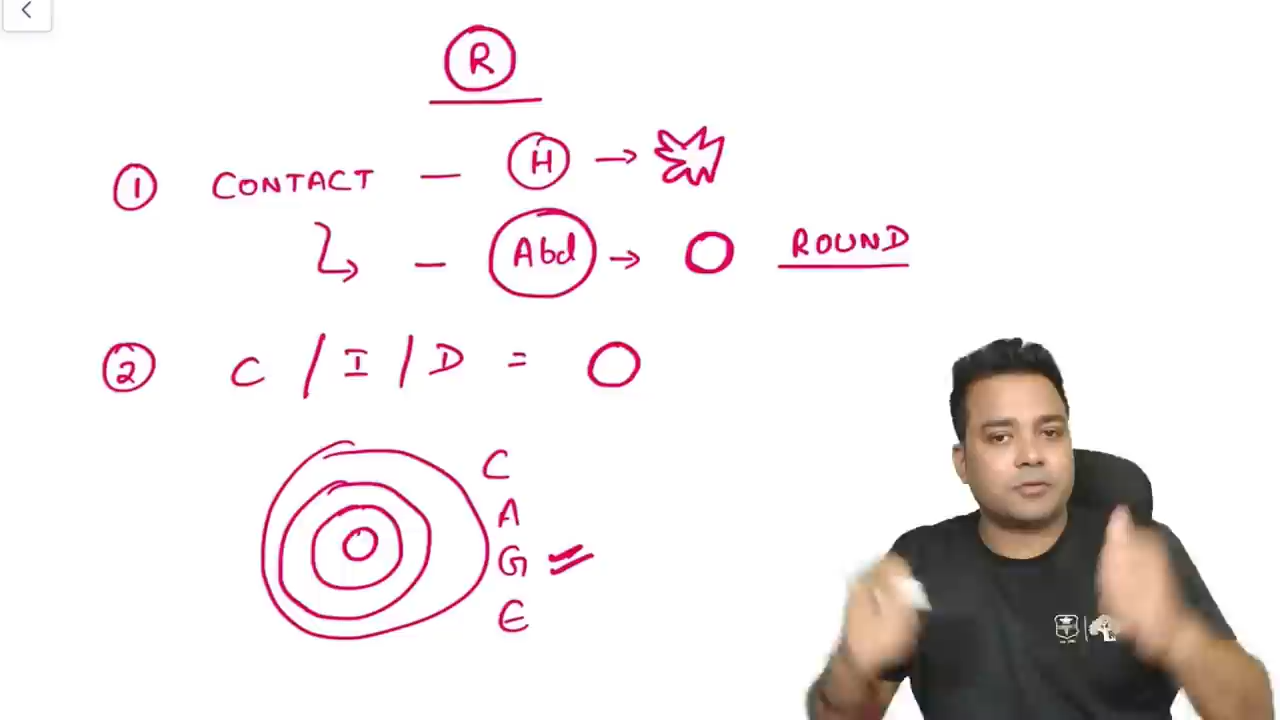 R
1 CONTACT - H →
- Abd → O ROUND
2 C / I / D = O
C
A
G
E